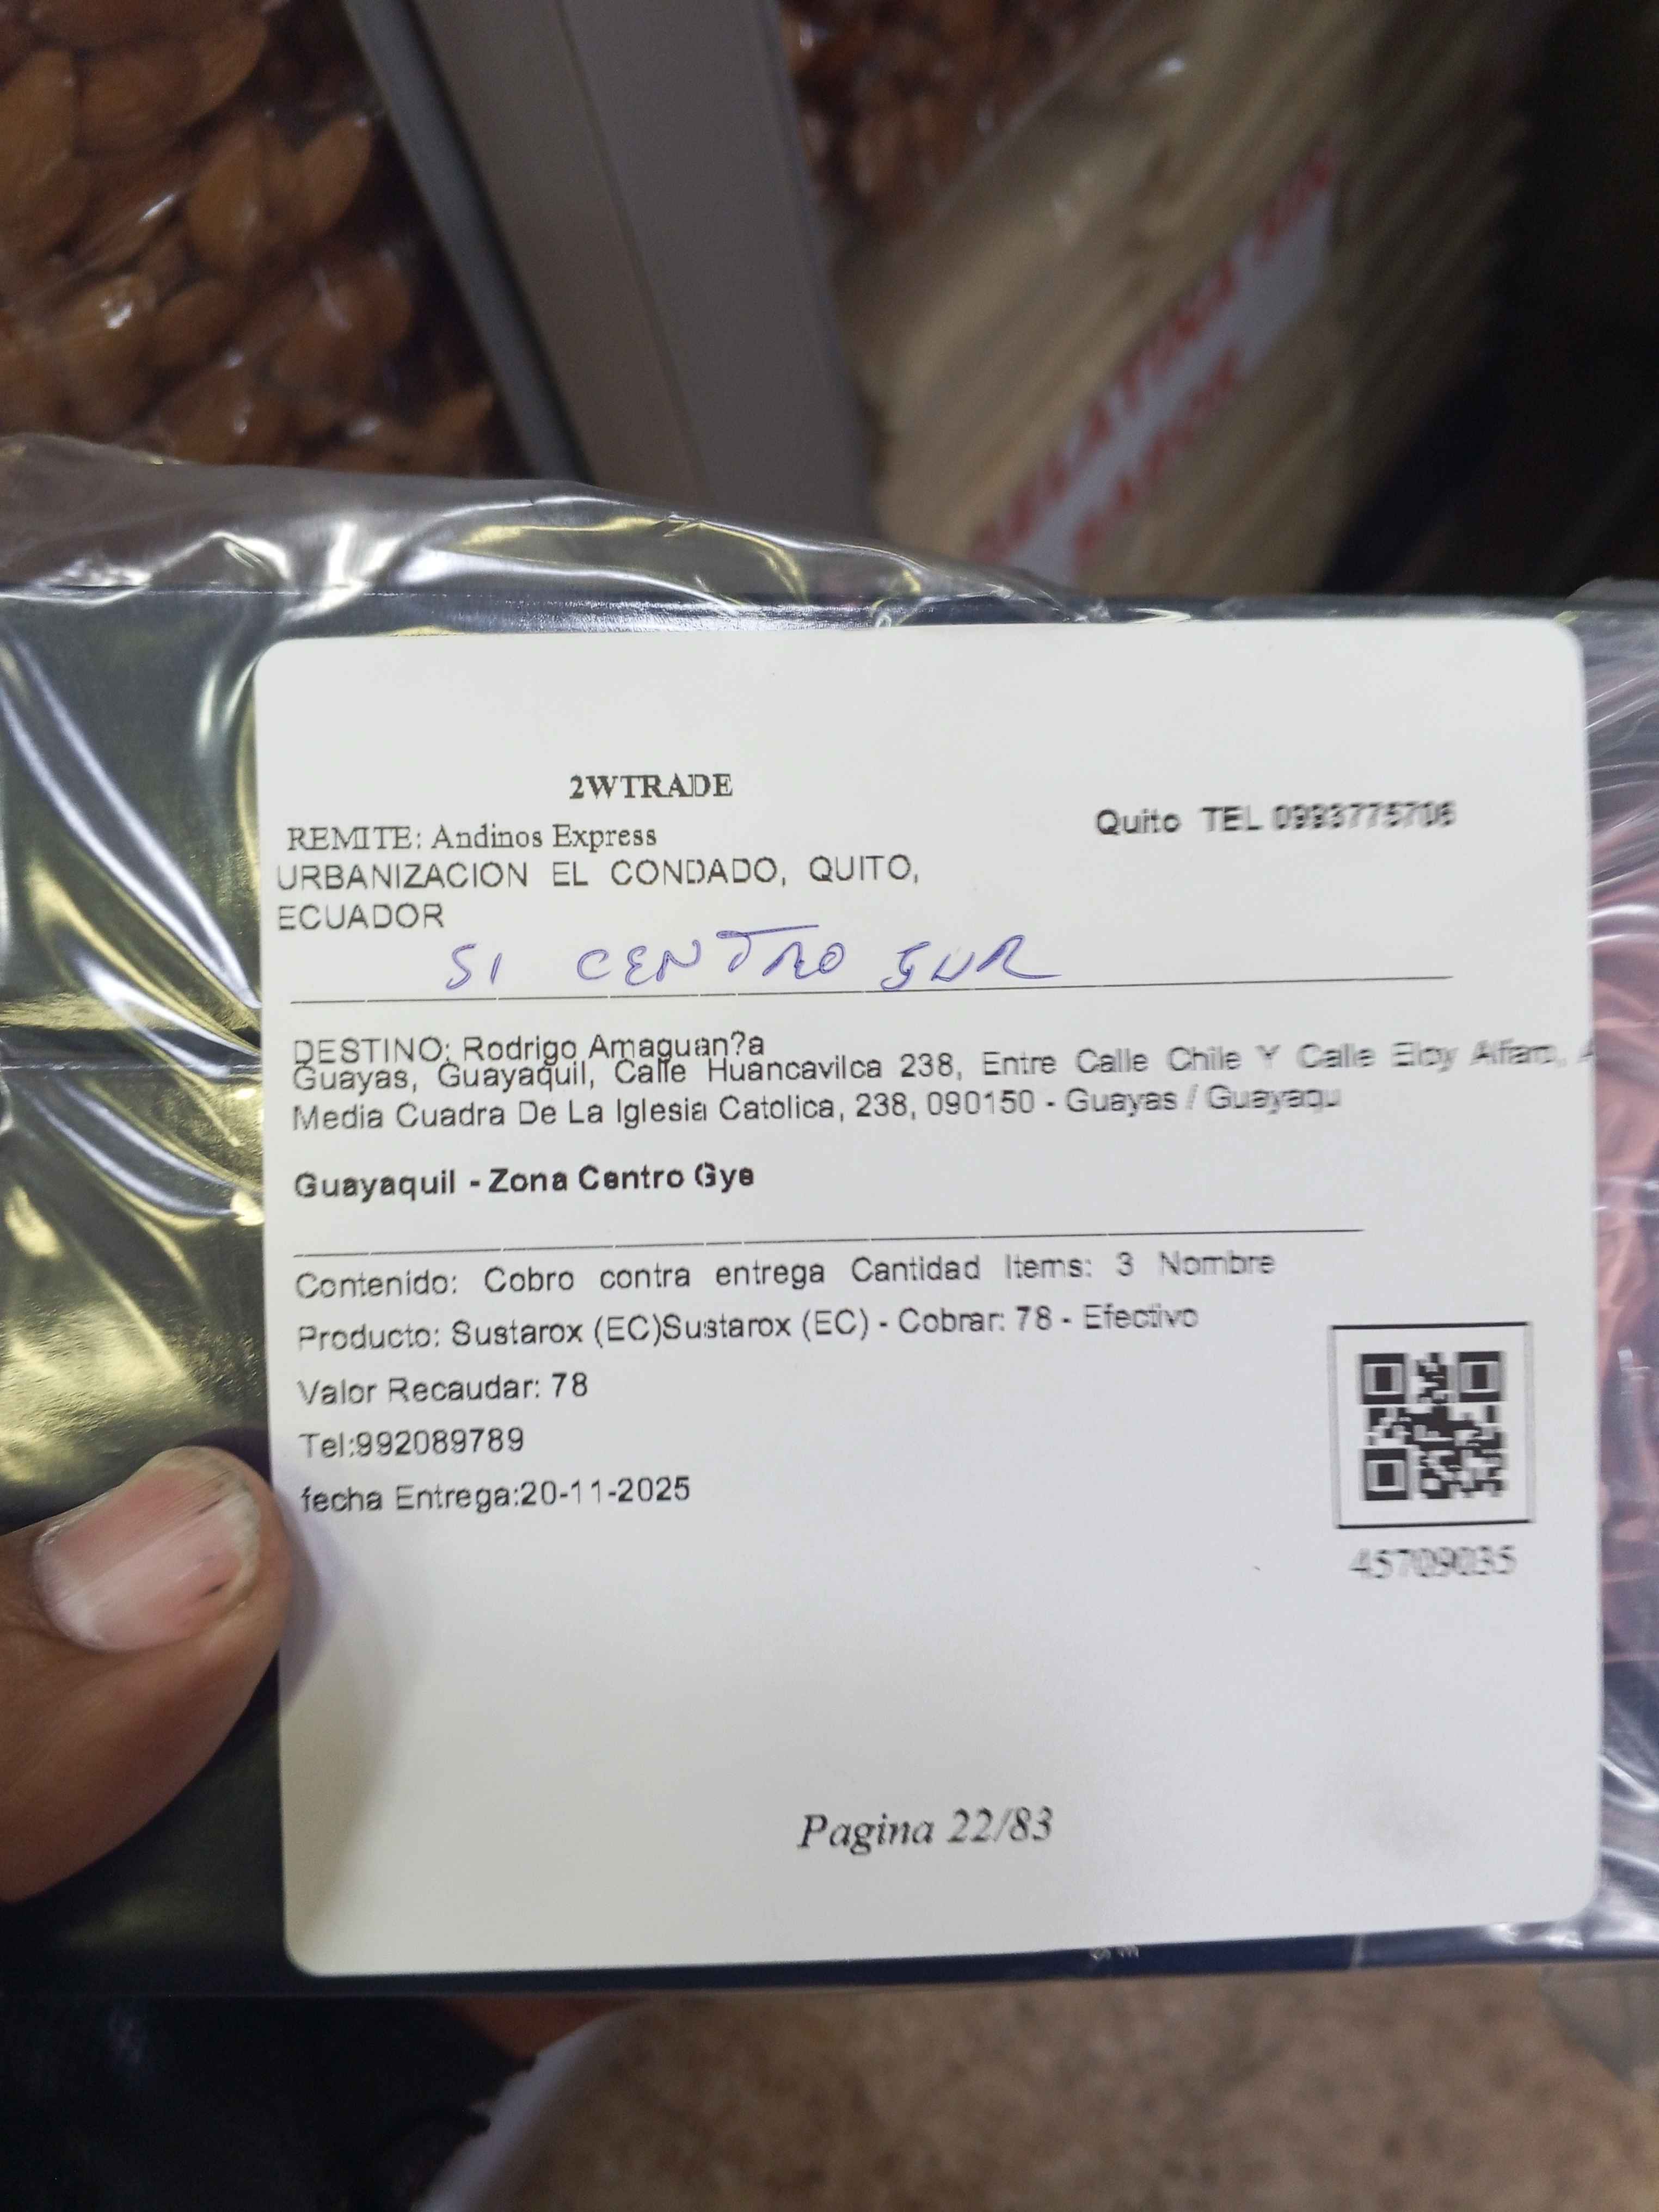 2WTRADE
REMITE: Andinos Express
Quito TEL 0993775706
URBANIZACION EL CONDADO, QUITO,
ECUADOR
SI CENTRO SUR
DESTINO: Rodrigo Amaguan?a
Guayas, Guayaquil, Calle Huancavilca 238, Entre Calle Chile Y Calle Eloy Alfaro, A
Media Cuadra De La Iglesia Catolica, 238, 090150 - Guayas / Guayaqu
Guayaquil - Zona Centro Gye
Contenido: Cobro contra entrega Cantidad Items: 3 Nombre
Producto: Sustarox (EC)Sustarox (EC) - Cobrar: 78 - Efectivo
Valor Recaudar: 78
Tel:992089789
fecha Entrega:20-11-2025
45709035
Pagina 22/83